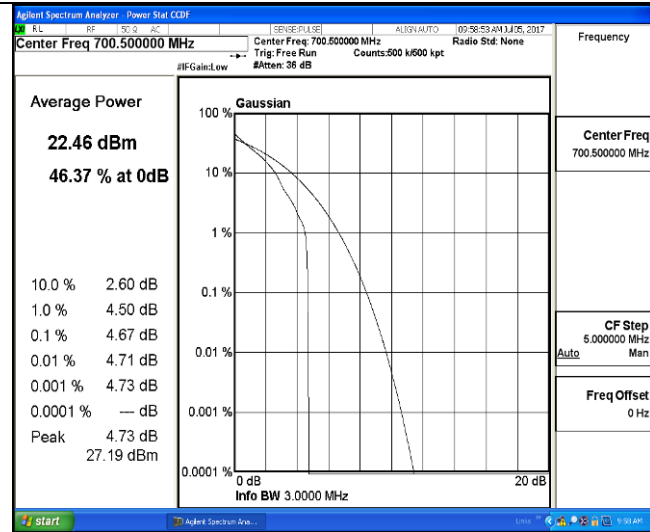 Agilent Spectrum Analyzer - Power Stat CCDF
RL RF 50 Ω AC SENSE:PULSE ALIGN AUTO 09:58:53 AM Jul 05, 2017
Center Freq 700.500000 MHz
Center Freq: 700.500000 MHz
Radio Std: None
Trig: Free Run
Counts:500 k/500 kpt
#IFGain:Low
#Atten: 36 dB
Frequency
Average Power
22.46 dBm
46.37 % at 0dB
10.0 % 2.60 dB
1.0 % 4.50 dB
0.1 % 4.67 dB
0.01 % 4.71 dB
0.001 % 4.73 dB
0.0001 % --- dB
Peak 4.73 dB
27.19 dBm
Gaussian
100 %
10 %
1 %
0.1 %
0.01 %
0.001 %
0.0001 %
0 dB
20 dB
Info BW 3.0000 MHz
Center Freq
700.500000 MHz
CF Step
5.000000 MHz
Auto Man
Freq Offset
0 Hz
start
Agilent Spectrum Ana...
Links
9:58 AM